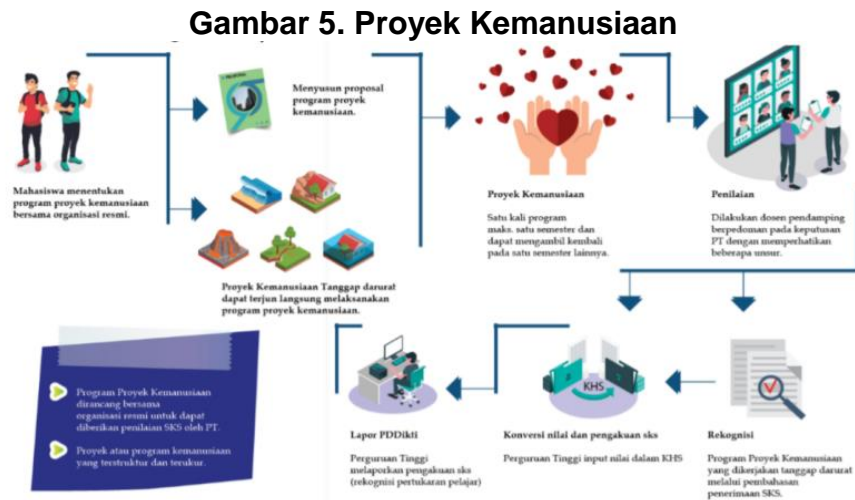 Gambar 5. Proyek Kemanusiaan
Mahasiswa menentukan
program proyek kemanusiaan
bersama organisasi resmi.
Menyusun proposal
program proyek
kemanusiaan.
Proyek Kemanusiaan Tanggap darurat
dapat terjun langsung melaksanakan
program proyek kemanusiaan.
Proyek Kemanusiaan
Satu kali program
maks. satu semester dan
dapat mengambil kembali
pada satu semester lainnya.
Penilaian
Dilakukan dosen pendamping
berpedoman pada keputusan
PT dengan memperhatikan
beberapa unsur.
Rekognisi
Program Proyek Kemanusiaan
yang dikerjakan tanggap darurat
melalui pembahasan
penerimaan SKS.
KHS
Konversi nilai dan pengakuan sks
Perguruan Tinggi input nilai dalam KHS
Lapor PDDikti
Perguruan Tinggi
melaporkan pengakuan sks
(rekognisi pertukaran pelajar)
Program Proyek Kemanusiaan
dirancang bersama
organisasi resmi untuk dapat
diberikan penilaian SKS oleh PT.
Proyek atau program kemanusiaan
yang terstruktur dan terukur.